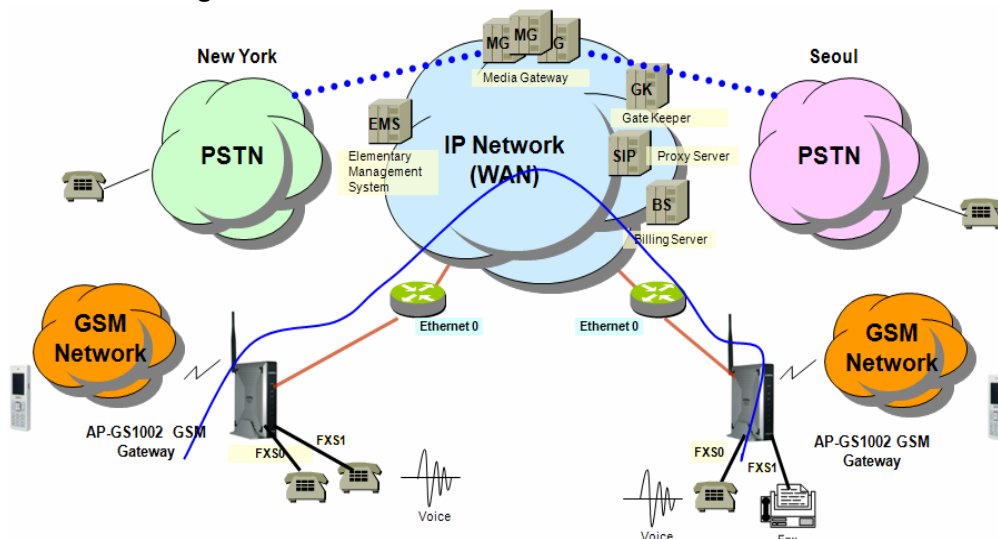 New York
Seoul
MG
MG
G
Media Gateway
GK
Gate Keeper
EMS
Elementary
Management
System
PSTN
IP Network
(WAN)
SIP
Proxy Server
PSTN
BS
Billing Server
Ethernet 0
Ethernet 0
GSM
Network
GSM
Network
AP-GS1002 GSM
Gateway
FXS0
FXS1
Voice
FXS0
FXS1
AP-GS1002 GSM
Gateway
Voice